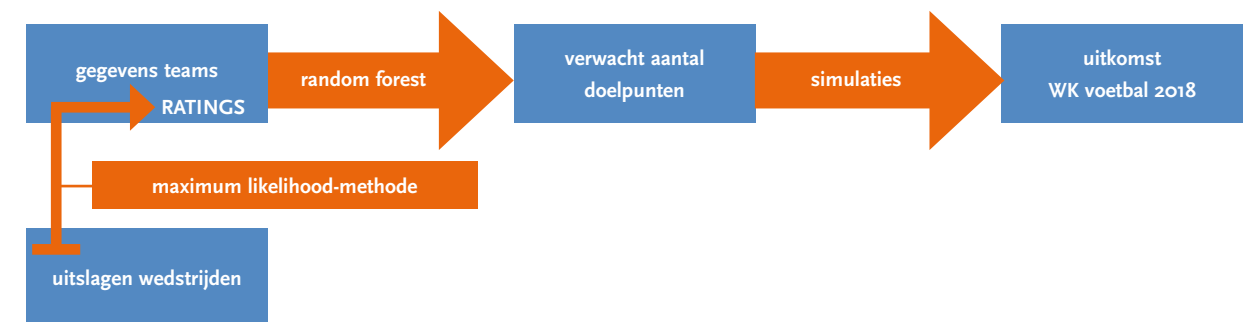 gegevens teams
RATINGS
random forest
verwacht aantal
doelpunten
simulaties
uitkomst
WK voetbal 2018
maximum likelihood-methode
uitslagen wedstrijden